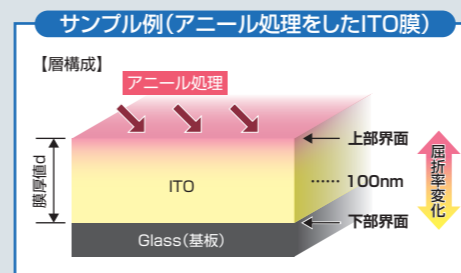 サンプル例(アニール処理をしたITO膜)
【層構成】
アニール処理
上部界面
膜厚値d
ITO
100nm
屈折率変化
下部界面
Glass(基板)